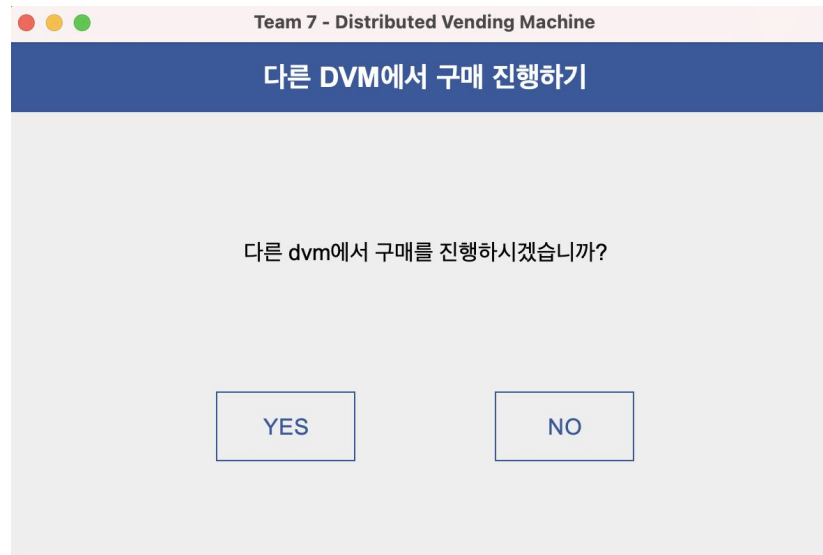 Team 7 - Distributed Vending Machine
다른 DVM에서 구매 진행하기
다른 dvm에서 구매를 진행하시겠습니까?
YES
NO